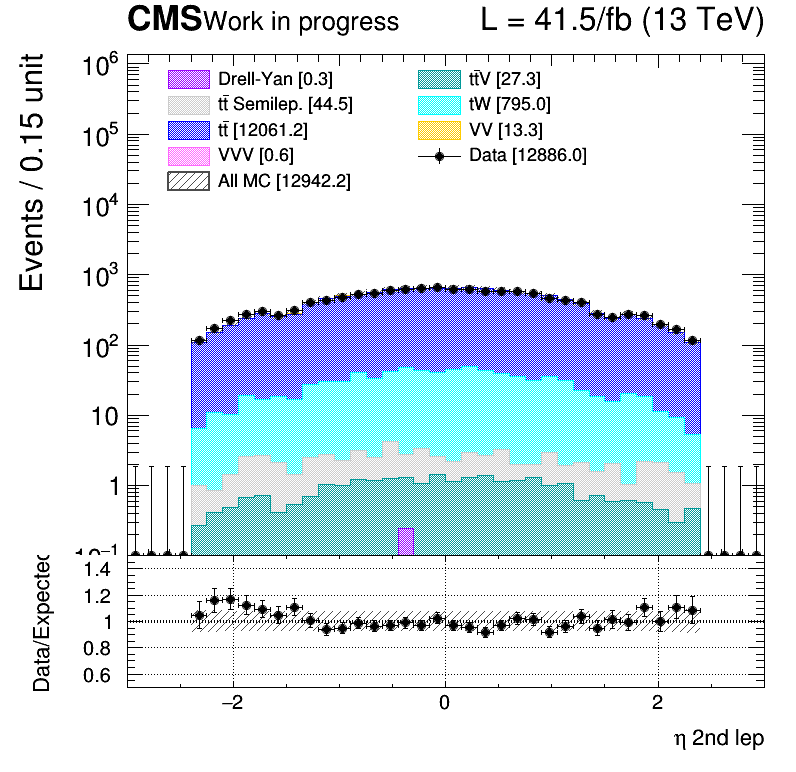 CMS Work in progress L = 41.5/fb (13 TeV)
Events / 0.15 unit
Drell-Yan [0.3]
tt̄ Semilep. [44.5]
tt̄ [12061.2]
VVV [0.6]
All MC [12942.2]
tt̄V [27.3]
tW [795.0]
VV [13.3]
Data [12886.0]
10⁶
10⁵
10⁴
10³
10²
10
1
10⁻¹
Data/Expected
1.4
1.2
1
0.8
0.6
−2 0 2
η 2nd lep